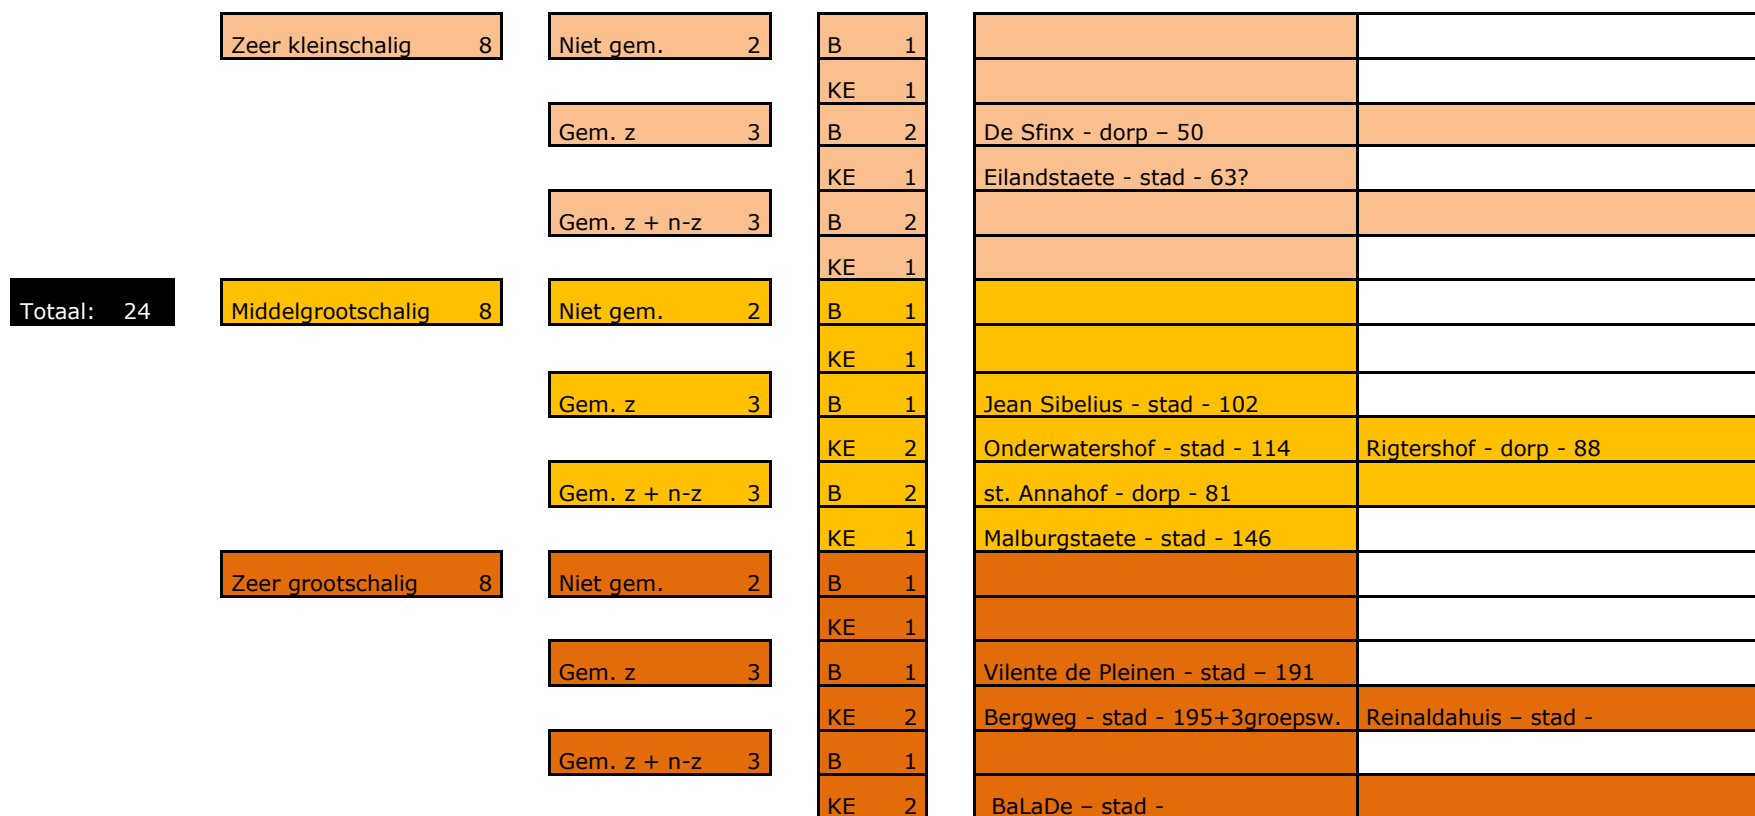 Zeer kleinschalig 8 Niet gem. 2 B 1
KE 1
Gem. z 3 B 2 De Sfinx - dorp – 50
KE 1 Eilandstaete - stad - 63?
Gem. z + n-z 3 B 2
KE 1
Totaal: 24 Middelgrootschalig 8 Niet gem. 2 B 1
KE 1
Gem. z 3 B 1 Jean Sibelius - stad - 102
KE 2 Onderwatershof - stad - 114 Rigtershof - dorp - 88
Gem. z + n-z 3 B 2 st. Annahof - dorp - 81
KE 1 Malburgstaete - stad - 146
Zeer grootschalig 8 Niet gem. 2 B 1
KE 1
Gem. z 3 B 1 Vilente de Pleinen - stad – 191
KE 2 Bergweg - stad - 195+3groepsw. Reinaldahuis – stad -
Gem. z + n-z 3 B 1
KE 2 BaLaDe – stad -